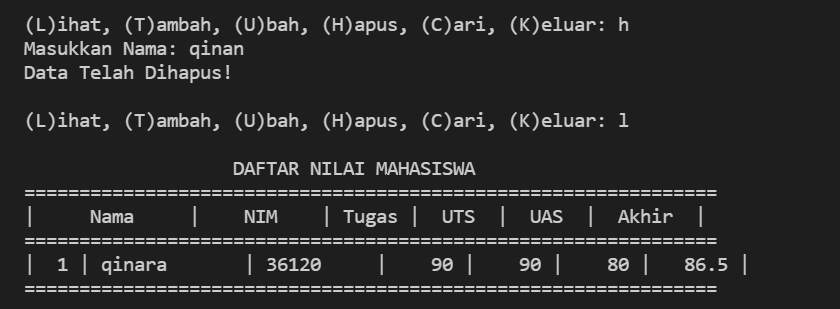 (L)ihat, (T)ambah, (U)bah, (H)apus, (C)ari, (K)eluar: h
Masukkan Nama: qinan
Data Telah Dihapus!
(L)ihat, (T)ambah, (U)bah, (H)apus, (C)ari, (K)eluar: l
DAFTAR NILAI MAHASISWA
===============================================================
|     Nama     |    NIM    | Tugas |  UTS  |  UAS  |  Akhir  |
===============================================================
|  1 | qinara       | 36120     |    90 |    90 |    80 |   86.5 |
===============================================================